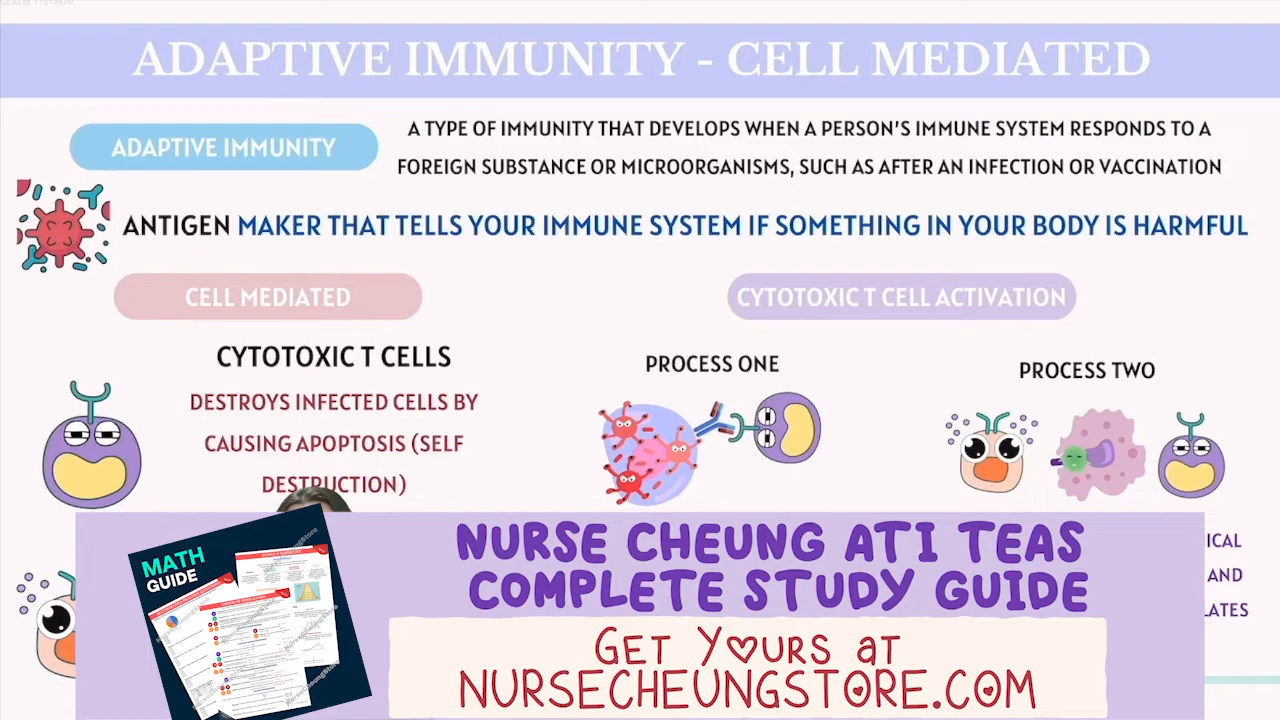 ADAPTIVE IMMUNITY - CELL MEDIATED
ADAPTIVE IMMUNITY
A TYPE OF IMMUNITY THAT DEVELOPS WHEN A PERSON'S IMMUNE SYSTEM RESPONDS TO A
FOREIGN SUBSTANCE OR MICROORGANISMS, SUCH AS AFTER AN INFECTION OR VACCINATION
ANTIGEN MAKER THAT TELLS YOUR IMMUNE SYSTEM IF SOMETHING IN YOUR BODY IS HARMFUL
CELL MEDIATED
CYTOTOXIC T CELLS
DESTROYS INFECTED CELLS BY
CAUSING APOPTOSIS (SELF
DESTRUCTION)
CYTOTOXIC T CELL ACTIVATION
PROCESS ONE
PROCESS TWO
ICAL
AND
LATES
MATH
GUIDE
NURSE CHEUNG ATI TEAS
COMPLETE STUDY GUIDE
GET YOURS AT
NURSECHEUNGSTORE.COM